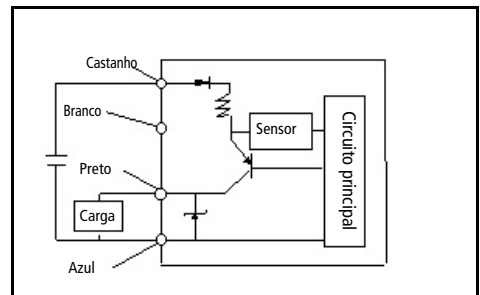 Castanho
Branco
Sensor
Circuito principal
Preto
Carga
Azul